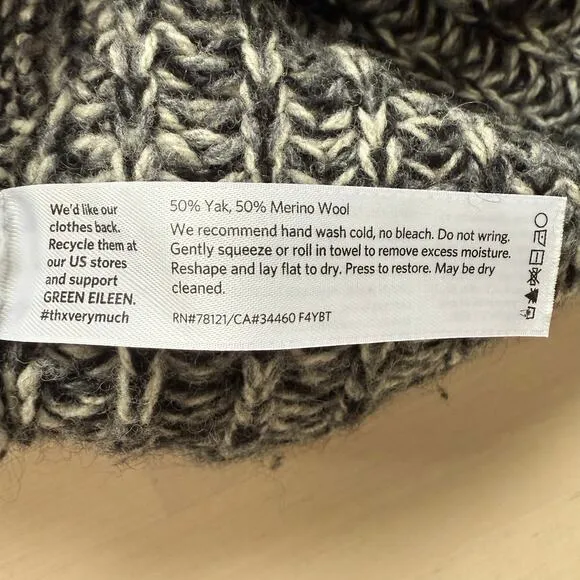 We'd like our
clothes back.
Recycle them at
our US stores
and support
GREEN EILEEN.
#thxverymuch
50% Yak, 50% Merino Wool
We recommend hand wash cold, no bleach. Do not wring.
Gently squeeze or roll in towel to remove excess moisture.
Reshape and lay flat to dry. Press to restore. May be dry
cleaned.
RN#78121/CA#34460 F4YBT